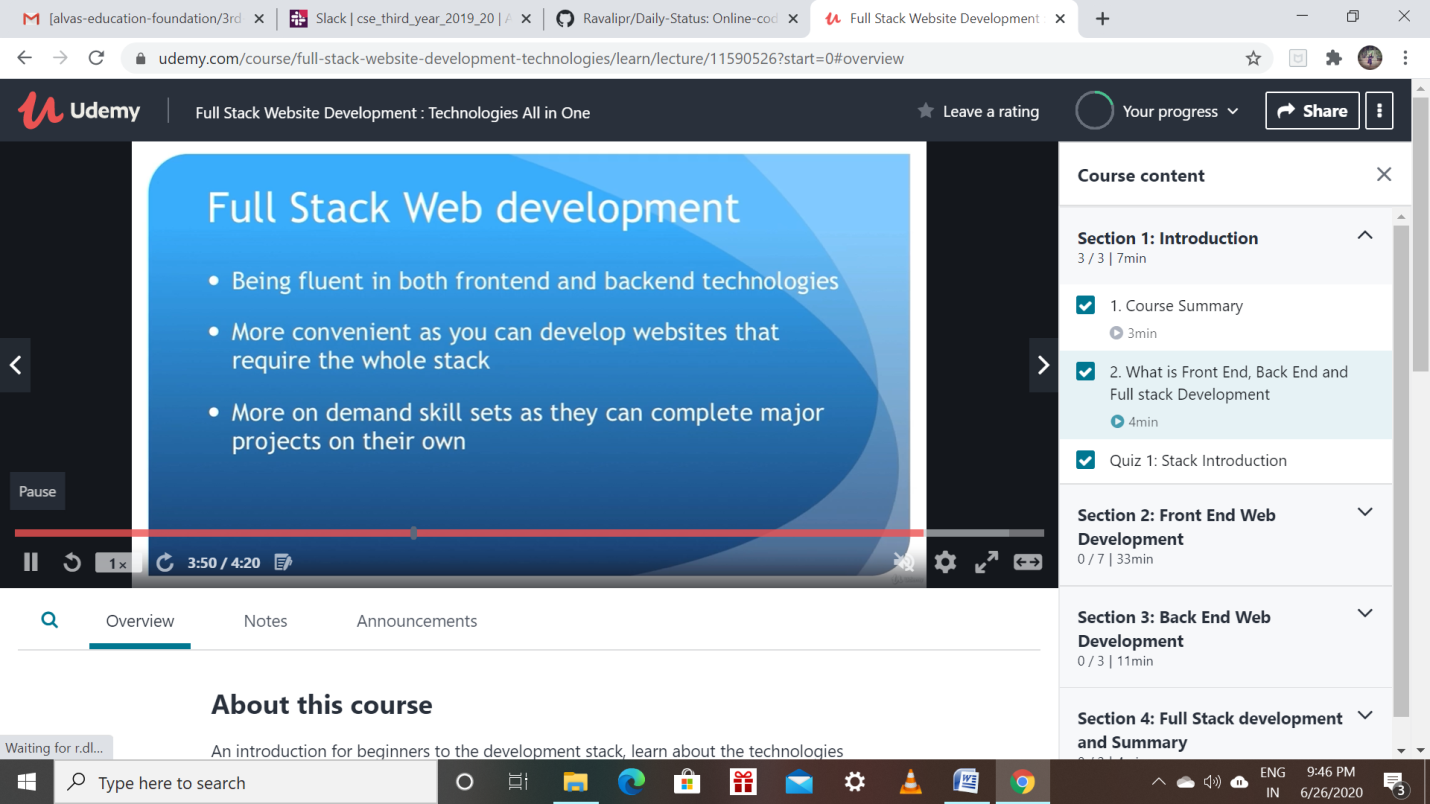 [alvas-education-foundation/3rd
Slack | cse_third_year_2019_20 | A
Ravalipr/Daily-Status: Online-cod
Full Stack Website Development
udemy.com/course/full-stack-website-development-technologies/learn/lecture/11590526?start=0#overview
Udemy
Full Stack Website Development : Technologies All in One
Leave a rating
Your progress
Share
Full Stack Web development
• Being fluent in both frontend and backend technologies
• More convenient as you can develop websites that
require the whole stack
• More on demand skill sets as they can complete major
projects on their own
Pause
1×
3:50 / 4:20
Course content
Section 1: Introduction
3 / 3 | 7min
1. Course Summary
3min
2. What is Front End, Back End and
Full stack Development
4min
Quiz 1: Stack Introduction
Section 2: Front End Web
Development
0 / 7 | 33min
Section 3: Back End Web
Development
0 / 3 | 11min
Section 4: Full Stack development
and Summary
Overview
Notes
Announcements
About this course
An introduction for beginners to the development stack, learn about the technologies
Waiting for r.dl...
Type here to search
ENG
IN
9:46 PM
6/26/2020
3